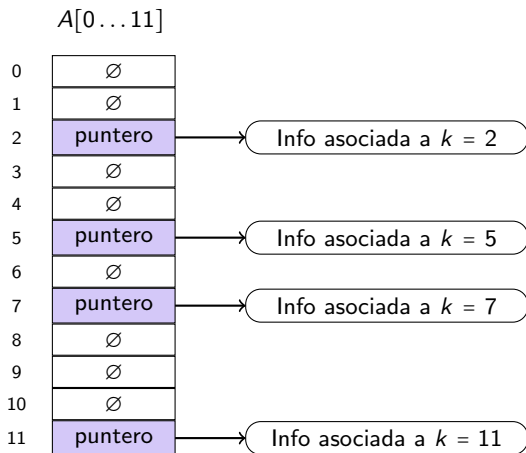 A[0...11]
0 ∅
1 ∅
2 puntero Info asociada a k = 2
3 ∅
4 ∅
5 puntero Info asociada a k = 5
6 ∅
7 puntero Info asociada a k = 7
8 ∅
9 ∅
10 ∅
11 puntero Info asociada a k = 11